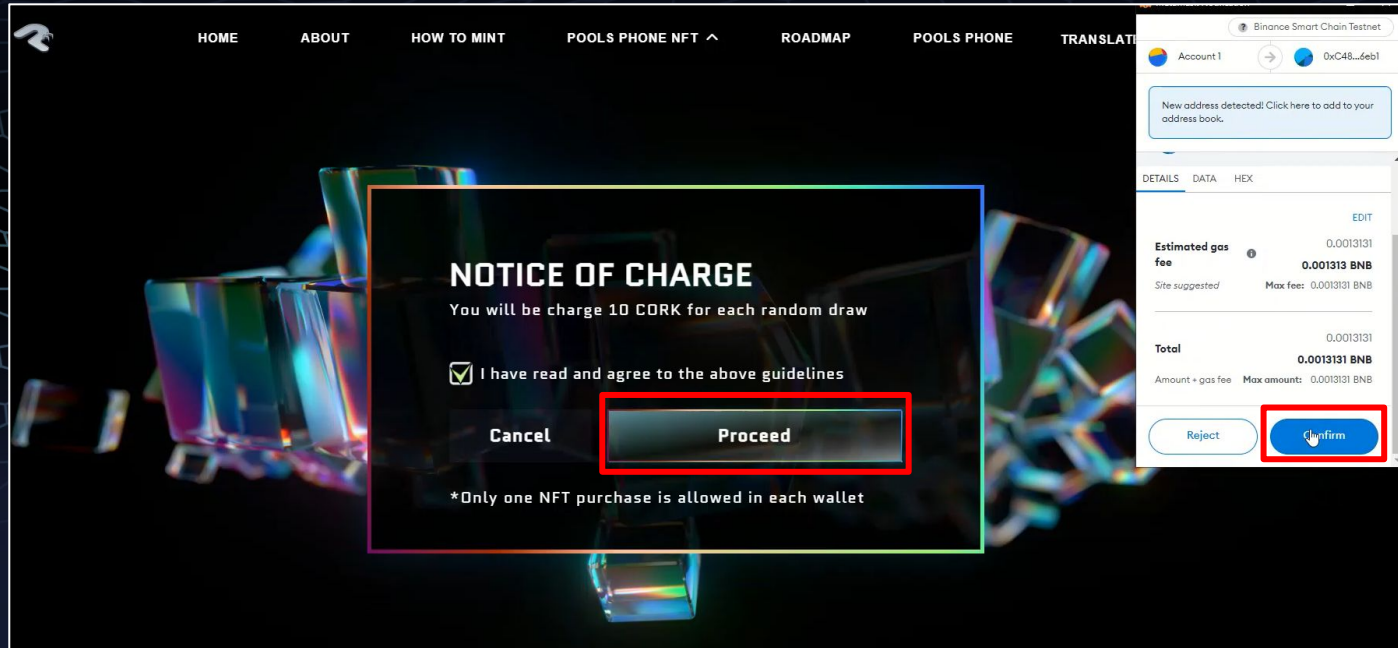 HOME ABOUT HOW TO MINT POOLS PHONE NFT ROADMAP POOLS PHONE
NOTICE OF CHARGE
You will be charge 10 CORK for each random draw
I have read and agree to the above guidelines
Cancel Proceed
*Only one NFT purchase is allowed in each wallet
Binance Smart Chain Testnet
Account 1 0xC48...6eb1
New address detected! Click here to add to your
address book.
DETAILS DATA HEX
EDIT
Estimated gas 0.0013131
fee 0.001313 BNB
Site suggested Max fee: 0.0013131 BNB
0.0013131
Total 0.0013131 BNB
Amount + gas fee Max amount: 0.0013131 BNB
Reject Confirm